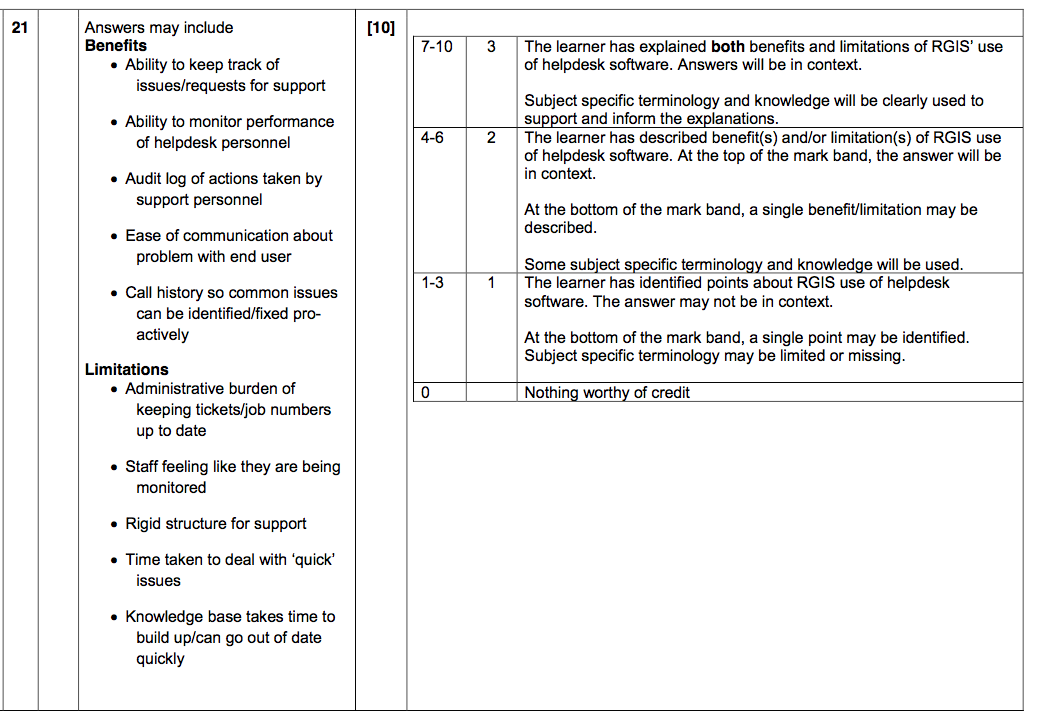 21
Answers may include
Benefits
• Ability to keep track of
issues/requests for support
• Ability to monitor performance
of helpdesk personnel
• Audit log of actions taken by
support personnel
• Ease of communication about
problem with end user
• Call history so common issues
can be identified/fixed pro-
actively
Limitations
• Administrative burden of
keeping tickets/job numbers
up to date
• Staff feeling like they are being
monitored
• Rigid structure for support
• Time taken to deal with ‘quick’
issues
• Knowledge base takes time to
build up/can go out of date
quickly
[10]
7-10 3 The learner has explained both benefits and limitations of RGIS’ use
of helpdesk software. Answers will be in context.
Subject specific terminology and knowledge will be clearly used to
support and inform the explanations.
4-6 2 The learner has described benefit(s) and/or limitation(s) of RGIS use
of helpdesk software. At the top of the mark band, the answer will be
in context.
At the bottom of the mark band, a single benefit/limitation may be
described.
Some subject specific terminology and knowledge will be used.
1-3 1 The learner has identified points about RGIS use of helpdesk
software. The answer may not be in context.
At the bottom of the mark band, a single point may be identified.
Subject specific terminology may be limited or missing.
0 Nothing worthy of credit